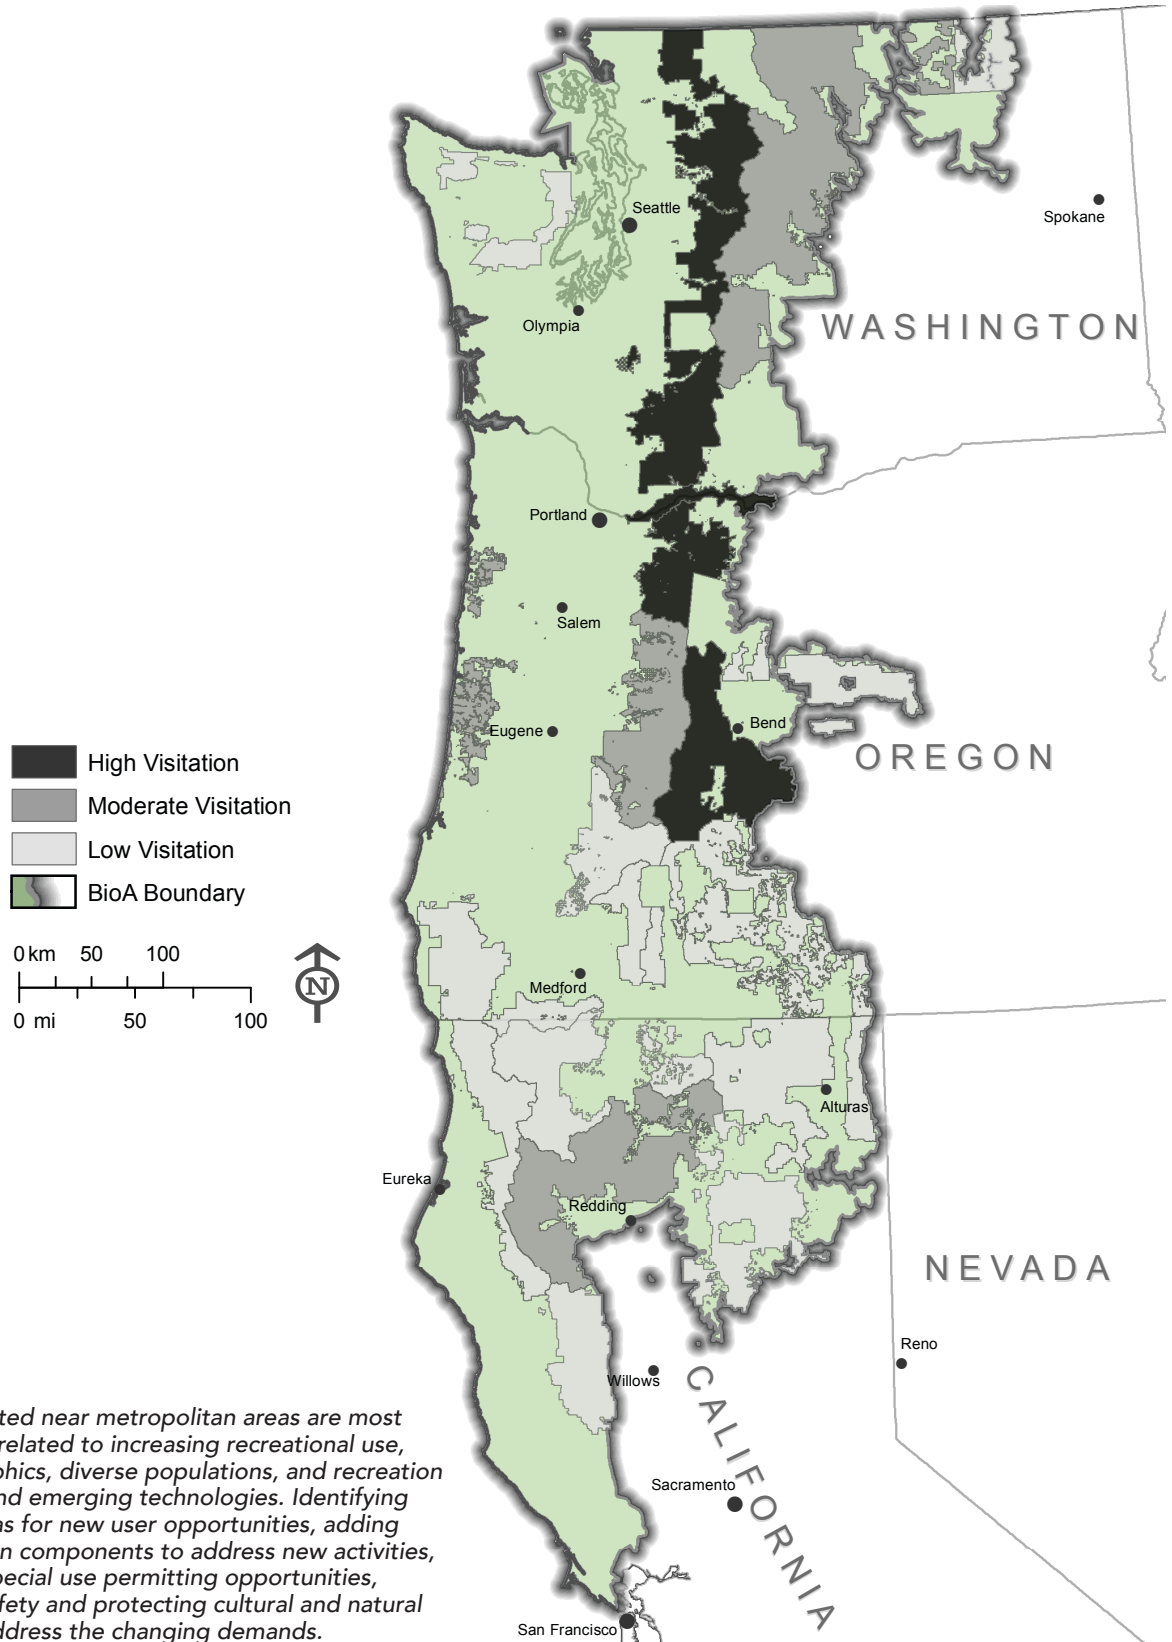 Seattle
Spokane
Olympia
WASHINGTON
Portland
Salem
Bend
Eugene
OREGON
High Visitation
Moderate Visitation
Low Visitation
BioA Boundary
0 km 50 100
N
0 mi 50 100
Medford
Alturas
Eureka
Redding
NEVADA
Reno
Willows
CALIFORNIA
Sacramento
San Francisco
ted near metropolitan areas are most
related to increasing recreational use,
phics, diverse populations, and recreation
nd emerging technologies. Identifying
as for new user opportunities, adding
n components to address new activities,
pecial use permitting opportunities,
fety and protecting cultural and natural
ddress the changing demands.